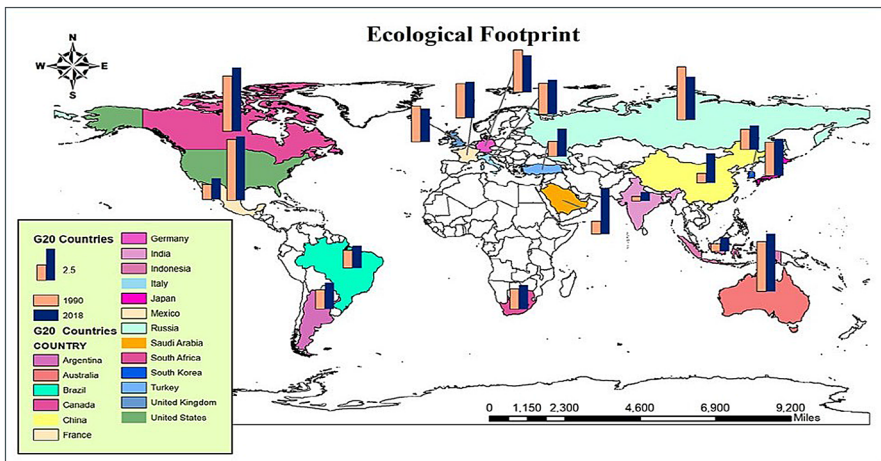 Ecological Footprint
N
W E
S
G20 Countries
2.5
1990
2018
G20 Countries
COUNTRY
Argentina
Australia
Brazil
Canada
China
France
Germany
India
Indonesia
Italy
Japan
Mexico
Russia
Saudi Arabia
South Africa
South Korea
Turkey
United Kingdom
United States
0 1,150 2,300 4,600 6,900 9,200
Miles